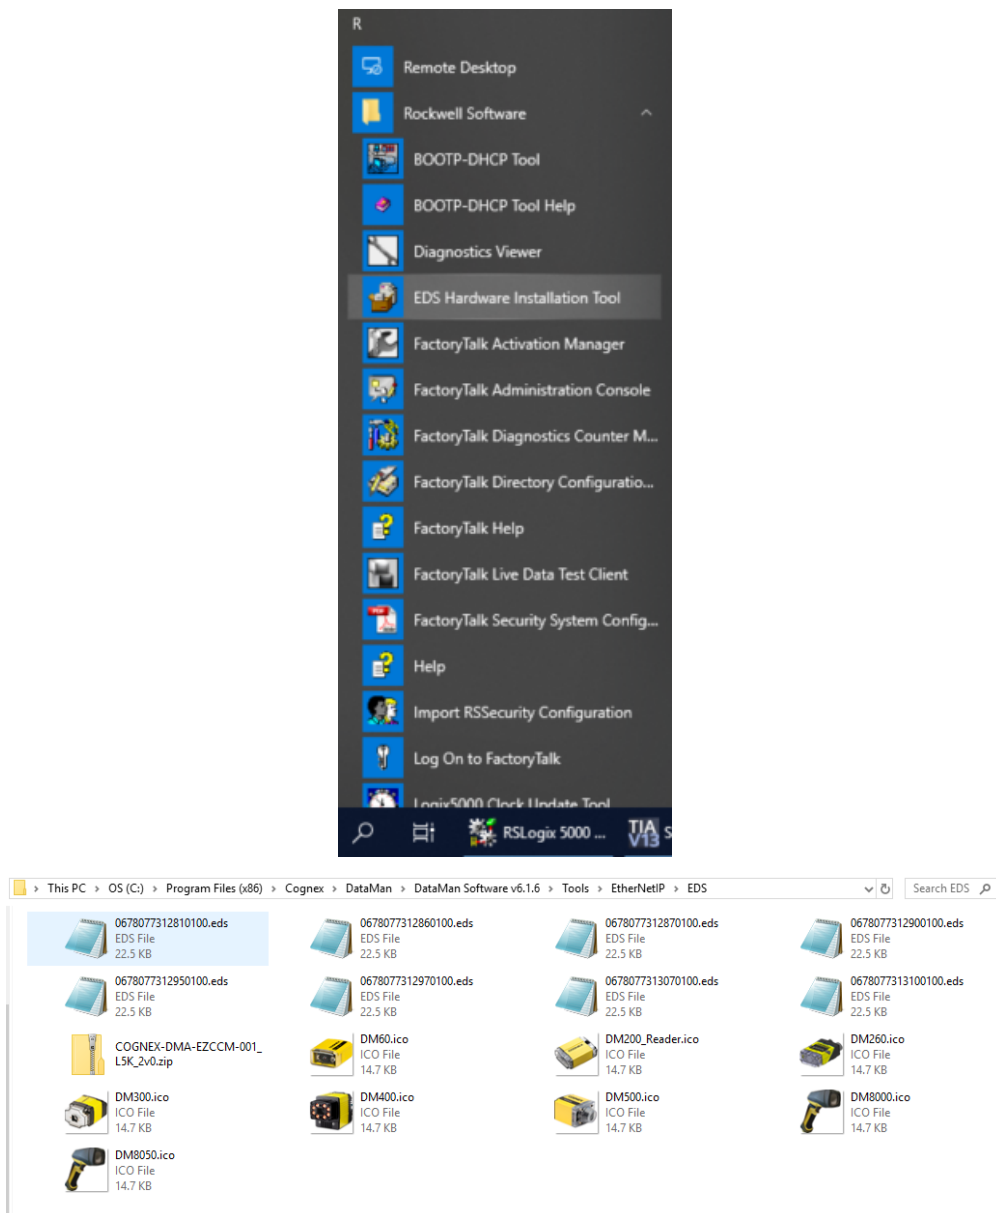 R
Remote Desktop
Rockwell Software
BOOTP-DHCP Tool
BOOTP-DHCP Tool Help
Diagnostics Viewer
EDS Hardware Installation Tool
FactoryTalk Activation Manager
FactoryTalk Administration Console
FactoryTalk Diagnostics Counter M...
FactoryTalk Directory Configuratio...
FactoryTalk Help
FactoryTalk Live Data Test Client
FactoryTalk Security System Config...
Help
Import RSSecurity Configuration
Log On to FactoryTalk
Logix5000 Clock Update Tool
RSLogix 5000 ... TIA V13 S
This PC > OS (C:) > Program Files (x86) > Cognex > DataMan > DataMan Software v6.1.6 > Tools > EtherNetIP > EDS Search EDS
0678077312810100.eds 0678077312860100.eds 0678077312870100.eds 0678077312900100.eds
EDS File EDS File EDS File EDS File
22.5 KB 22.5 KB 22.5 KB 22.5 KB
0678077312950100.eds 0678077312970100.eds 0678077313070100.eds 0678077313100100.eds
EDS File EDS File EDS File EDS File
22.5 KB 22.5 KB 22.5 KB 22.5 KB
COGNEX-DMA-EZCCM-001_
L5K_2v0.zip
DM60.ico DM200_Reader.ico DM260.ico
ICO File ICO File ICO File
14.7 KB 14.7 KB 14.7 KB
DM300.ico DM400.ico DM500.ico DM8000.ico
ICO File ICO File ICO File ICO File
14.7 KB 14.7 KB 14.7 KB 14.7 KB
DM8050.ico
ICO File
14.7 KB